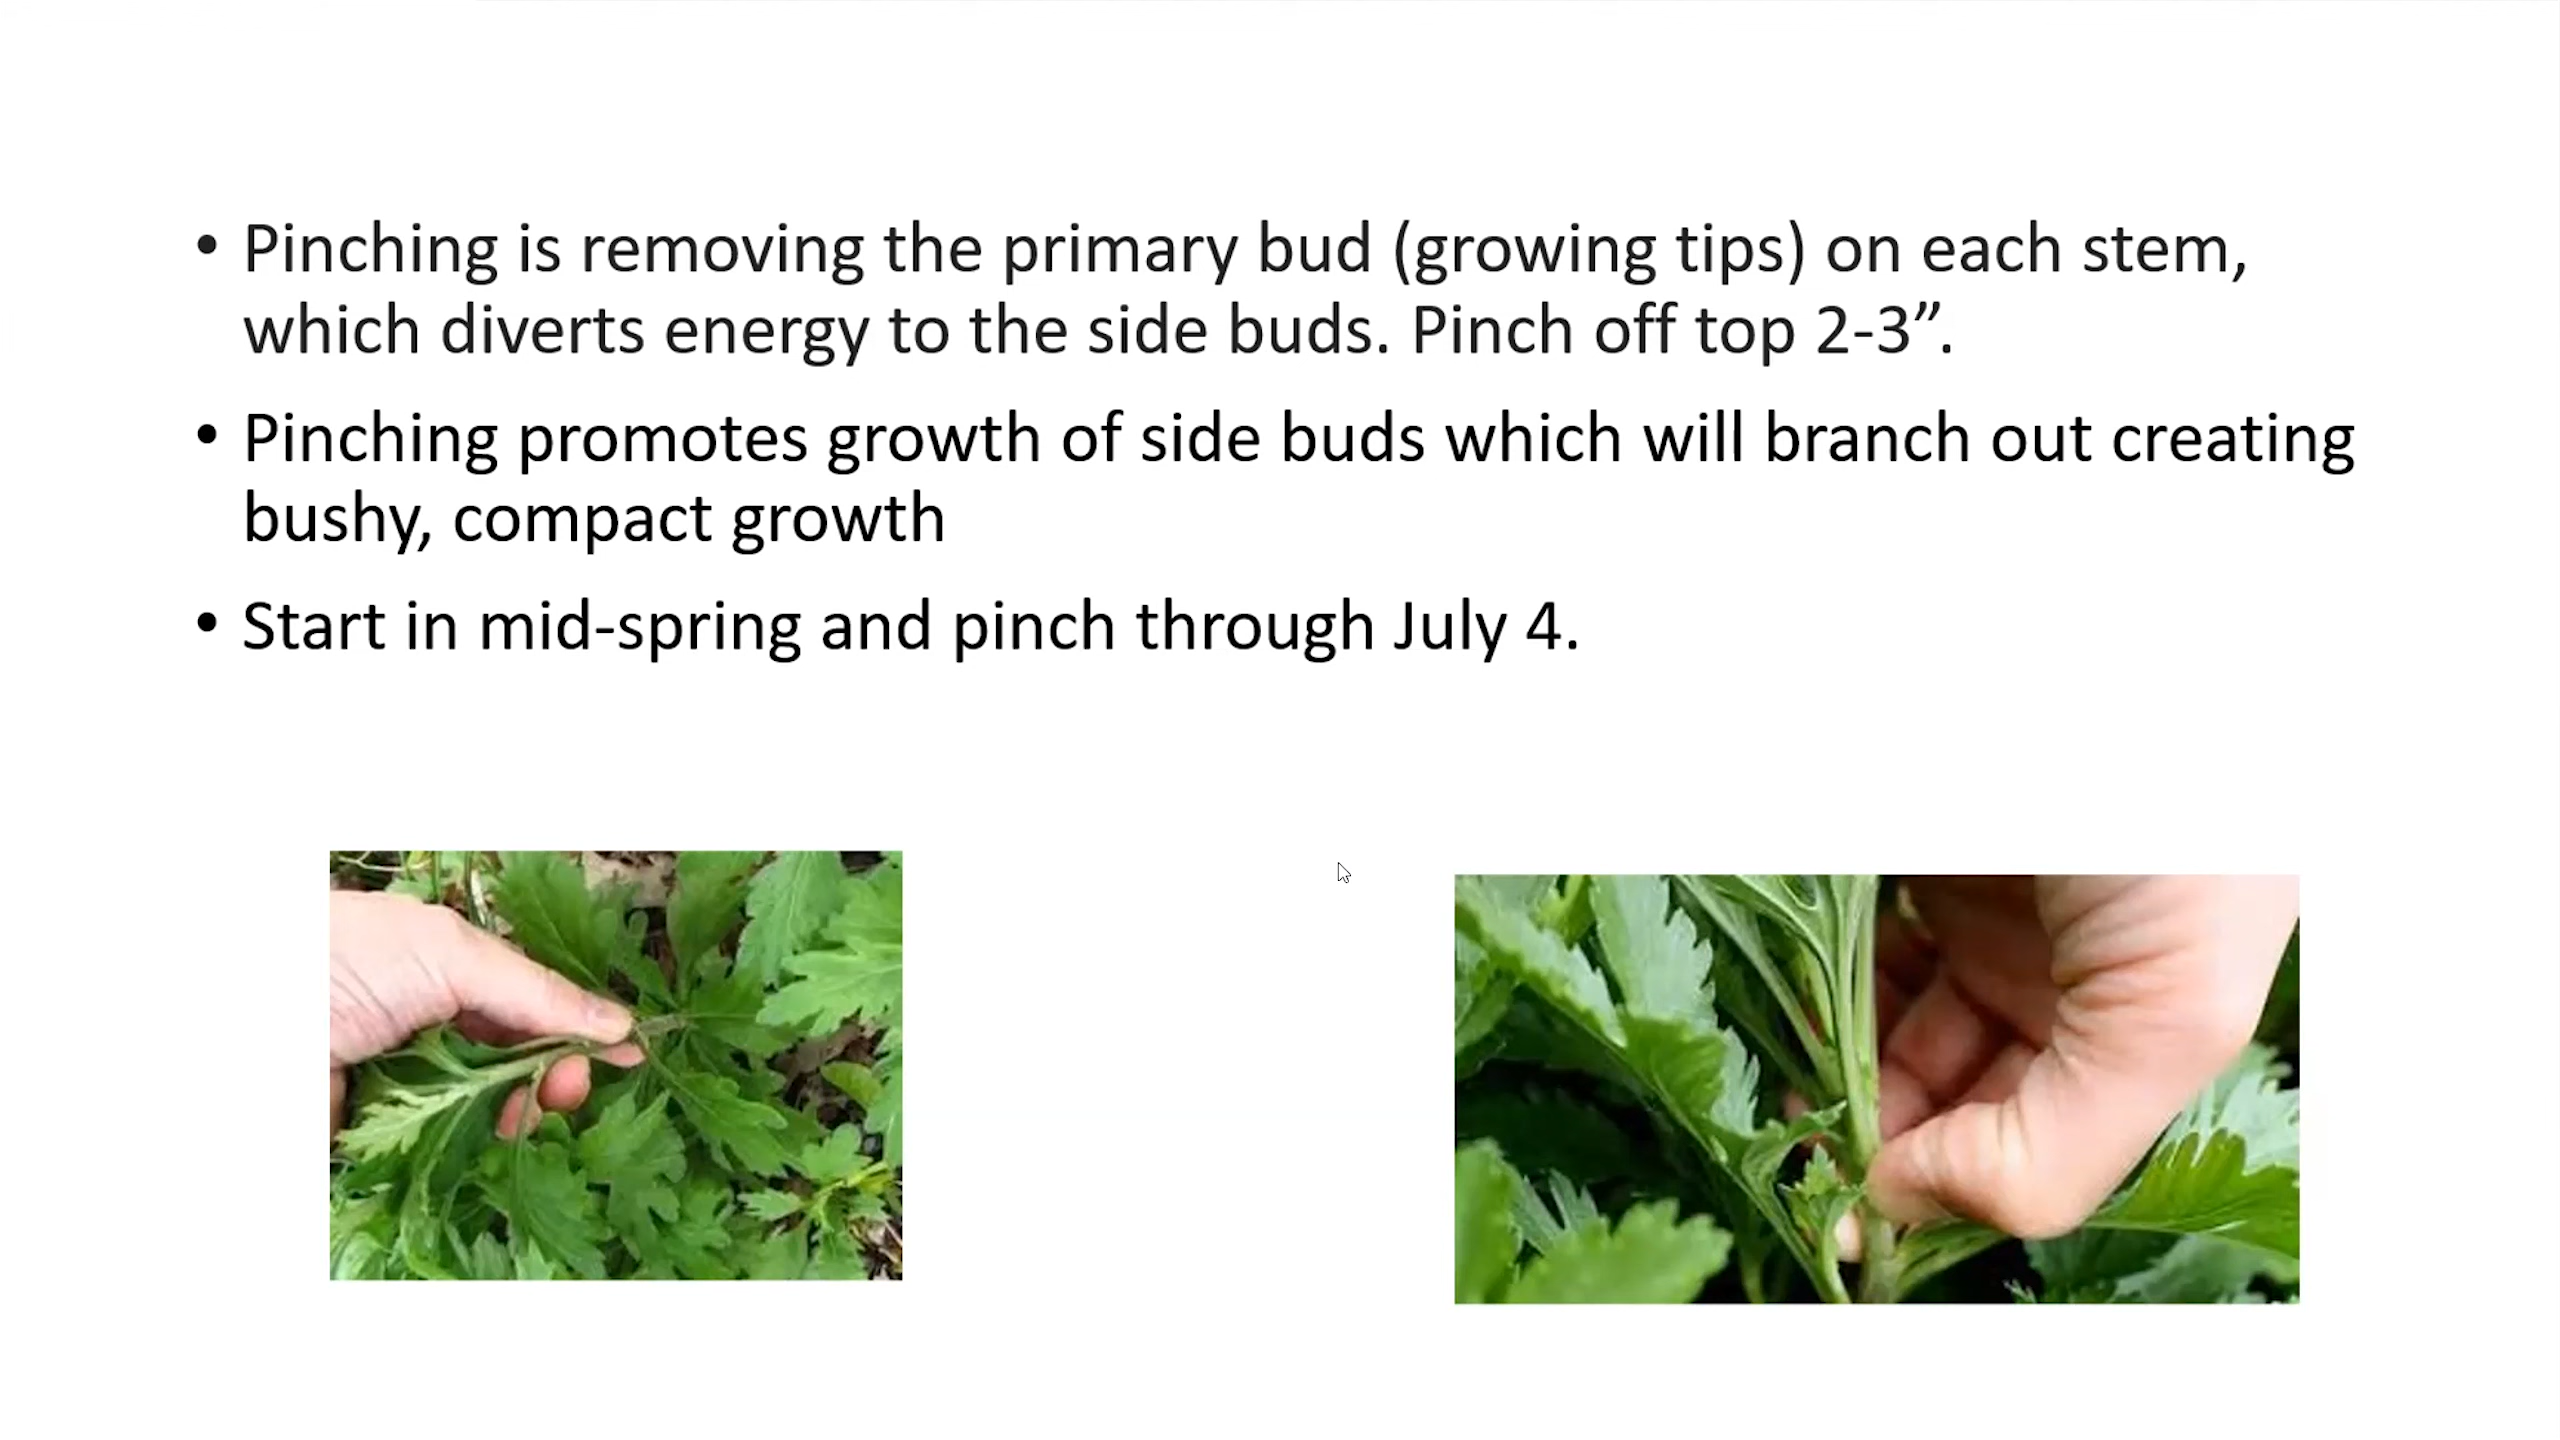 • Pinching is removing the primary bud (growing tips) on each stem,
which diverts energy to the side buds. Pinch off top 2-3”.
• Pinching promotes growth of side buds which will branch out creating
bushy, compact growth
• Start in mid-spring and pinch through July 4.